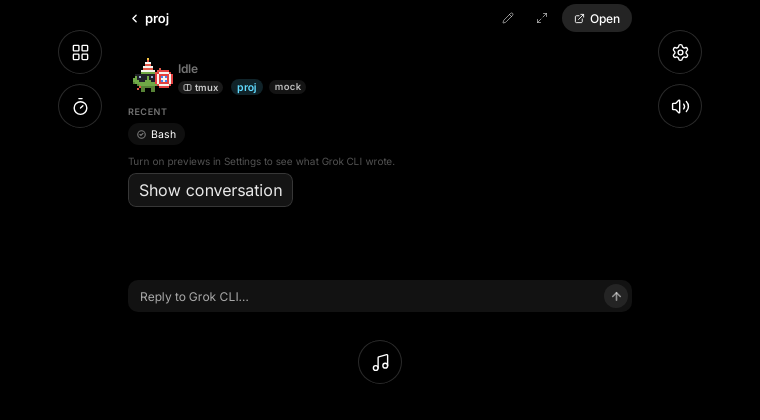 proj
Open
Idle
tmux proj mock
RECENT
Bash
Turn on previews in Settings to see what Grok CLI wrote.
Show conversation
Reply to Grok CLI...